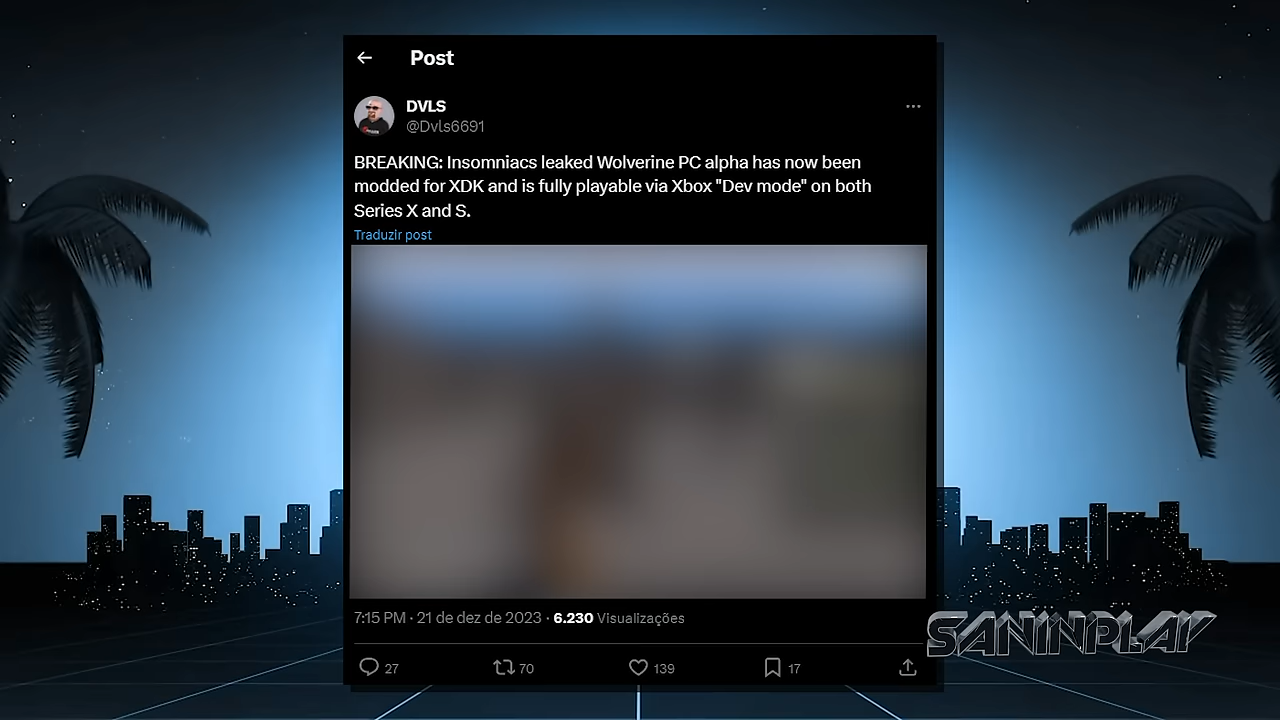 Post
DVLS
@Dvls6691
BREAKING: Insomniacs leaked Wolverine PC alpha has now been
modded for XDK and is fully playable via Xbox "Dev mode" on both
Series X and S.
Traduzir post
7:15 PM · 21 de dez de 2023 · 6.230 Visualizações
27 70 139 17
SANINPLAY